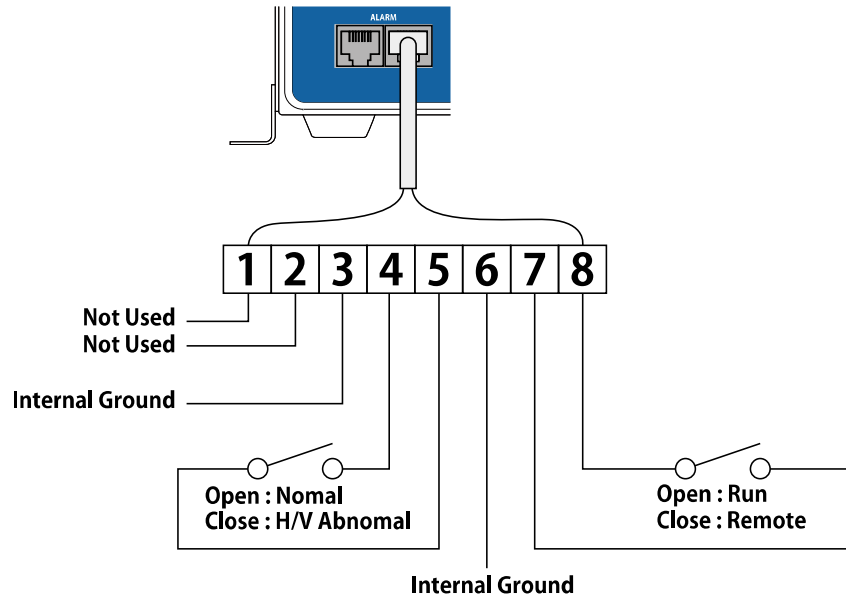 ALARM
1 2 3 4 5 6 7 8
Not Used
Not Used
Internal Ground
Open : Nomal
Close : H/V Abnomal
Open : Run
Close : Remote
Internal Ground